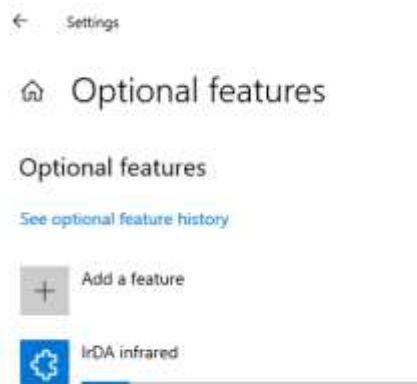 Settings
Optional features
Optional features
See optional feature history
Add a feature
IrDA infrared